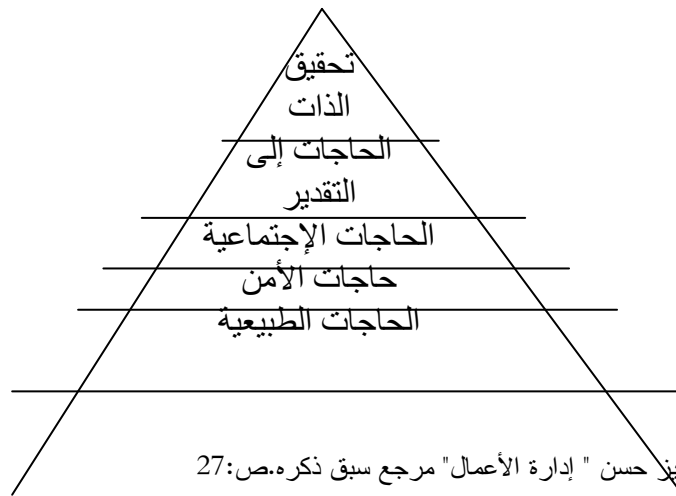 تحقيق
الذات
الحاجات إلى
التقدير
الحاجات الإجتماعية
حاجات الأمن
الحاجات الطبيعية
حسن " إدارة الأعمال" مرجع سبق ذكره.ص:27